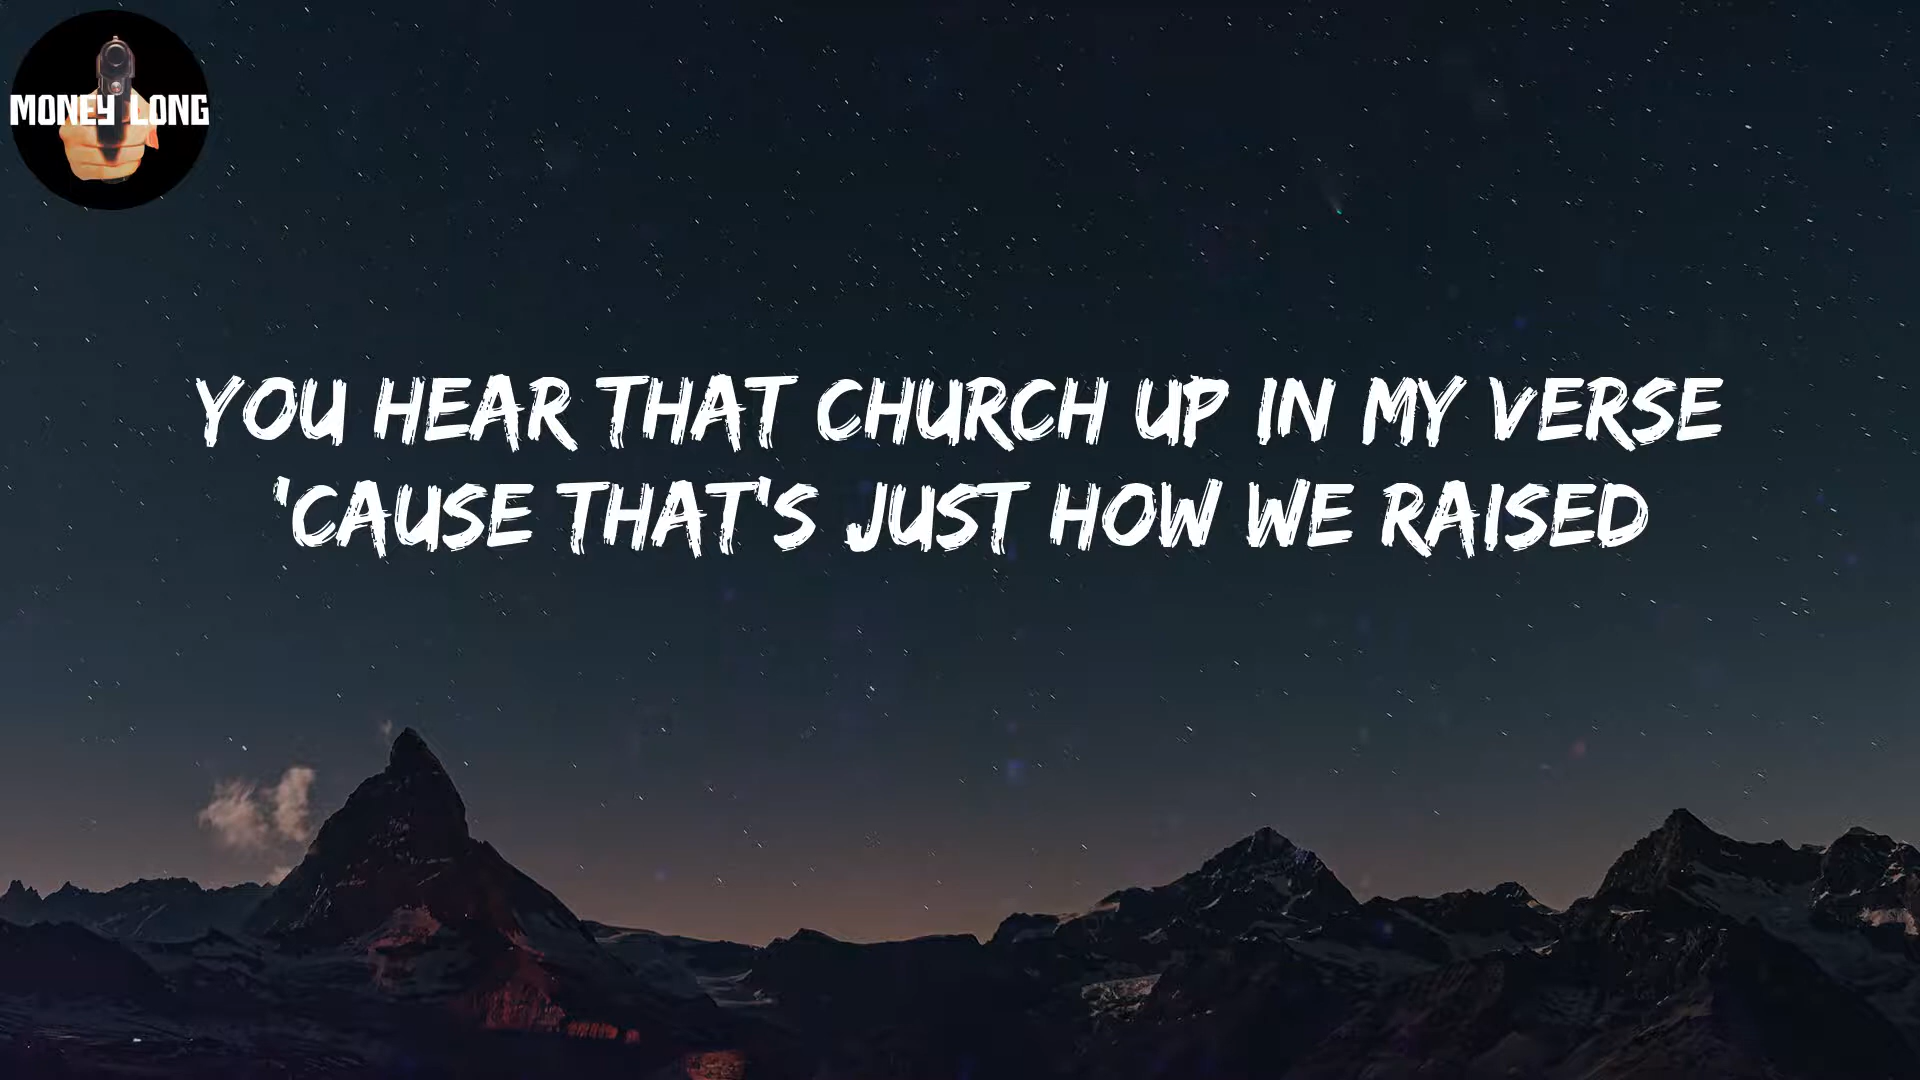 MONEY LONG
YOU HEAR THAT CHURCH UP IN MY VERSE
'CAUSE THAT'S JUST HOW WE RAISED